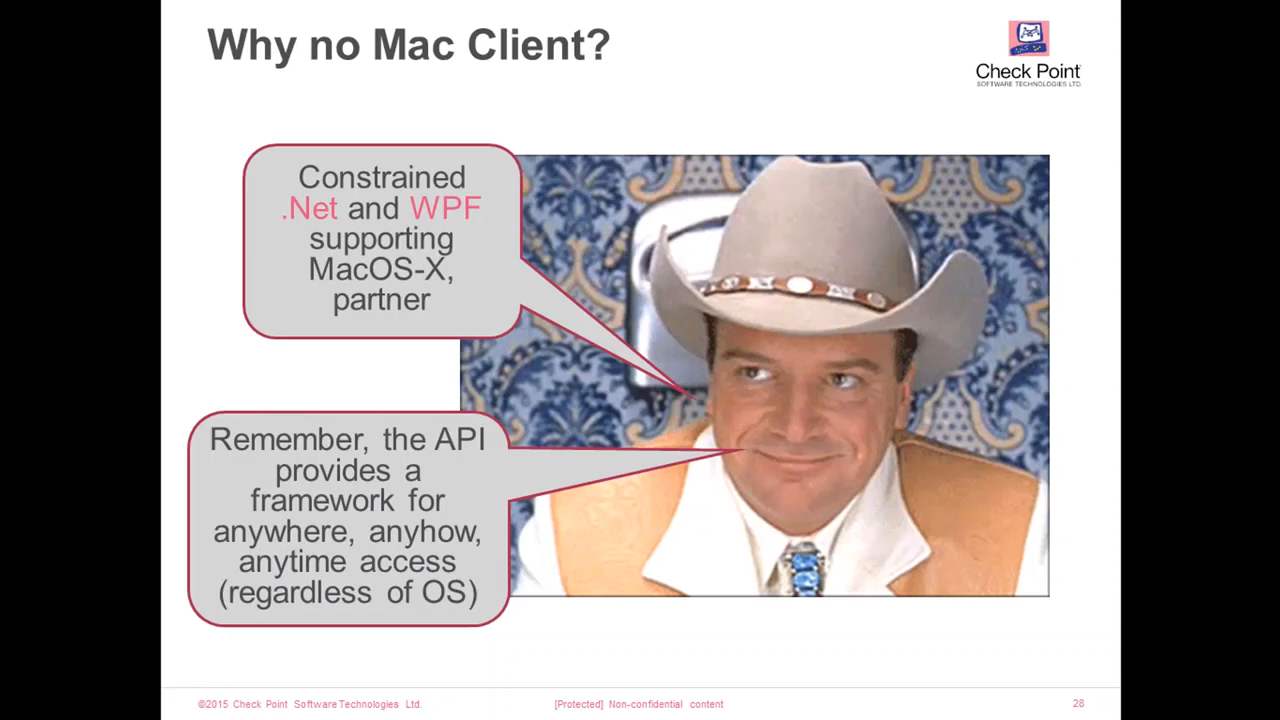 Why no Mac Client?
Check Point
SOFTWARE TECHNOLOGIES LTD.
Constrained
.Net and WPF
supporting
MacOS-X,
partner
Remember, the API
provides a
framework for
anywhere, anyhow,
anytime access
(regardless of OS)
©2015 Check Point Software Technologies Ltd.
[Protected] Non-confidential content
28